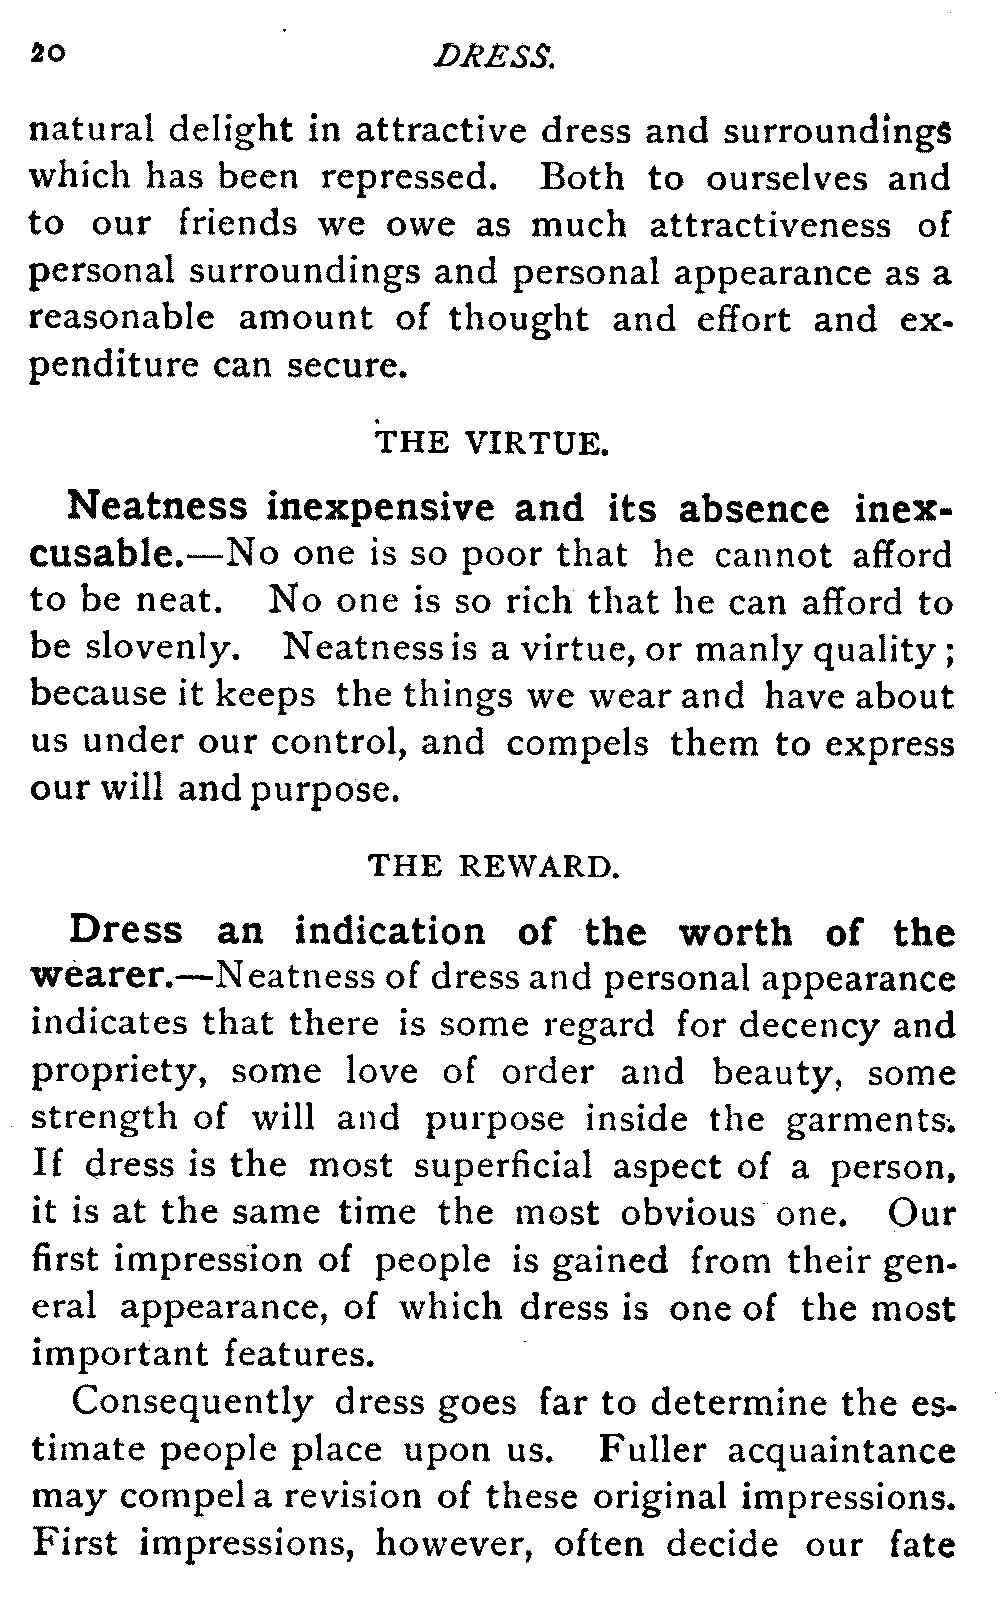 20 DRESS.
natural delight in attractive dress and surroundings
which has been repressed. Both to ourselves and
to our friends we owe as much attractiveness of
personal surroundings and personal appearance as a
reasonable amount of thought and effort and ex-
penditure can secure.
THE VIRTUE.
Neatness inexpensive and its absence inex-
cusable.—No one is so poor that he cannot afford
to be neat. No one is so rich that he can afford to
be slovenly. Neatness is a virtue, or manly quality;
because it keeps the things we wear and have about
us under our control, and compels them to express
our will and purpose.
THE REWARD.
Dress an indication of the worth of the
wearer.—Neatness of dress and personal appearance
indicates that there is some regard for decency and
propriety, some love of order and beauty, some
strength of will and purpose inside the garments.
If dress is the most superficial aspect of a person,
it is at the same time the most obvious one. Our
first impression of people is gained from their gen-
eral appearance, of which dress is one of the most
important features.
Consequently dress goes far to determine the es-
timate people place upon us. Fuller acquaintance
may compel a revision of these original impressions.
First impressions, however, often decide our fate